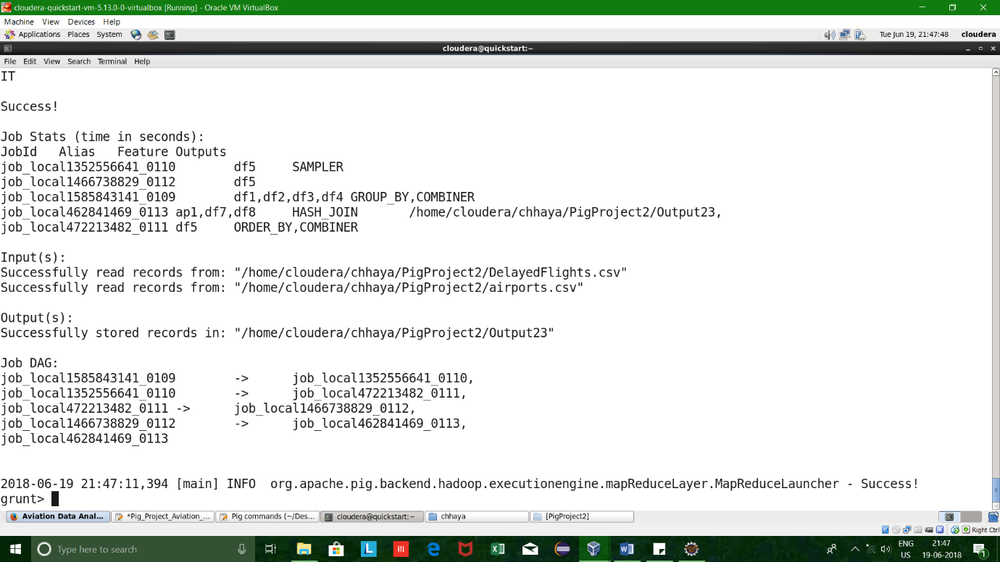 cloudera-quickstart-vm-5.13.0-0-virtualbox [Running] - Oracle VM VirtualBox
Machine View Devices Help
Applications Places System Tue Jun 19, 21:47:48 cloudera
cloudera@quickstart:~
File Edit View Search Terminal Help
IT
Success!
Job Stats (time in seconds):
JobId Alias Feature Outputs
job_local1352556641_0110 df5 SAMPLER
job_local1466738829_0112 df5
job_local1585843141_0109 df1,df2,df3,df4 GROUP_BY,COMBINER
job_local462841469_0113 ap1,df7,df8 HASH_JOIN /home/cloudera/chhaya/PigProject2/Output23,
job_local472213482_0111 df5 ORDER_BY,COMBINER
Input(s):
Successfully read records from: "/home/cloudera/chhaya/PigProject2/DelayedFlights.csv"
Successfully read records from: "/home/cloudera/chhaya/PigProject2/airports.csv"
Output(s):
Successfully stored records in: "/home/cloudera/chhaya/PigProject2/Output23"
Job DAG:
job_local1585843141_0109 -> job_local1352556641_0110,
job_local1352556641_0110 -> job_local472213482_0111,
job_local472213482_0111 -> job_local1466738829_0112,
job_local1466738829_0112 -> job_local462841469_0113,
job_local462841469_0113
2018-06-19 21:47:11,394 [main] INFO org.apache.pig.backend.hadoop.executionengine.mapReduceLayer.MapReduceLauncher - Success!
grunt>
Aviation Data Anal... *Pig_Project_Aviation_... Pig commands (~/Des... cloudera@quickstart:~ chhaya [PigProject2]
Right Ctrl
Type here to search
L
ENG 21:47
US 19-06-2018 1